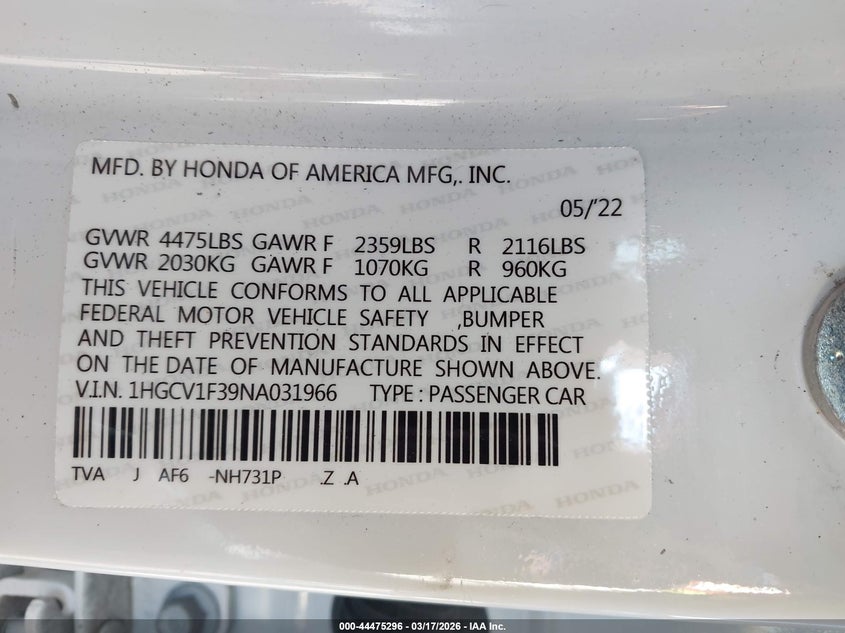 MFD. BY HONDA OF AMERICA MFG,. INC.
05/'22
GVWR 4475LBS GAWR F 2359LBS R 2116LBS
GVWR 2030KG GAWR F 1070KG R 960KG
THIS VEHICLE CONFORMS TO ALL APPLICABLE
FEDERAL MOTOR VEHICLE SAFETY ,BUMPER
AND THEFT PREVENTION STANDARDS IN EFFECT
ON THE DATE OF MANUFACTURE SHOWN ABOVE.
V.I.N. 1HGCV1F39NA031966 TYPE : PASSENGER CAR
TVA J AF6 -NH731P .Z .A
000-44475296 - 03/17/2026 - IAA Inc.